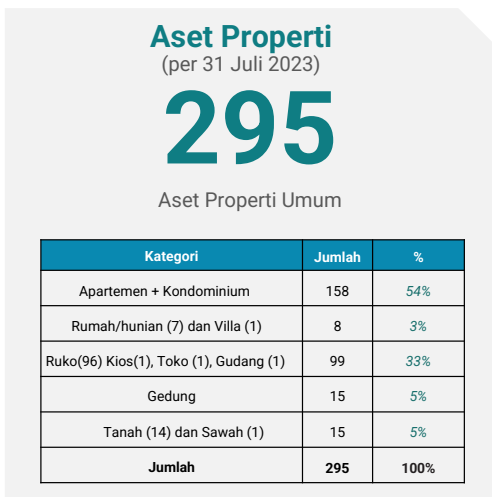 Aset Properti
(per 31 Juli 2023)
295
Aset Properti Umum
Kategori Jumlah %
Apartemen + Kondominium 158 54%
Rumah/hunian (7) dan Villa (1) 8 3%
Ruko(96) Kios(1), Toko (1), Gudang (1) 99 33%
Gedung 15 5%
Tanah (14) dan Sawah (1) 15 5%
Jumlah 295 100%